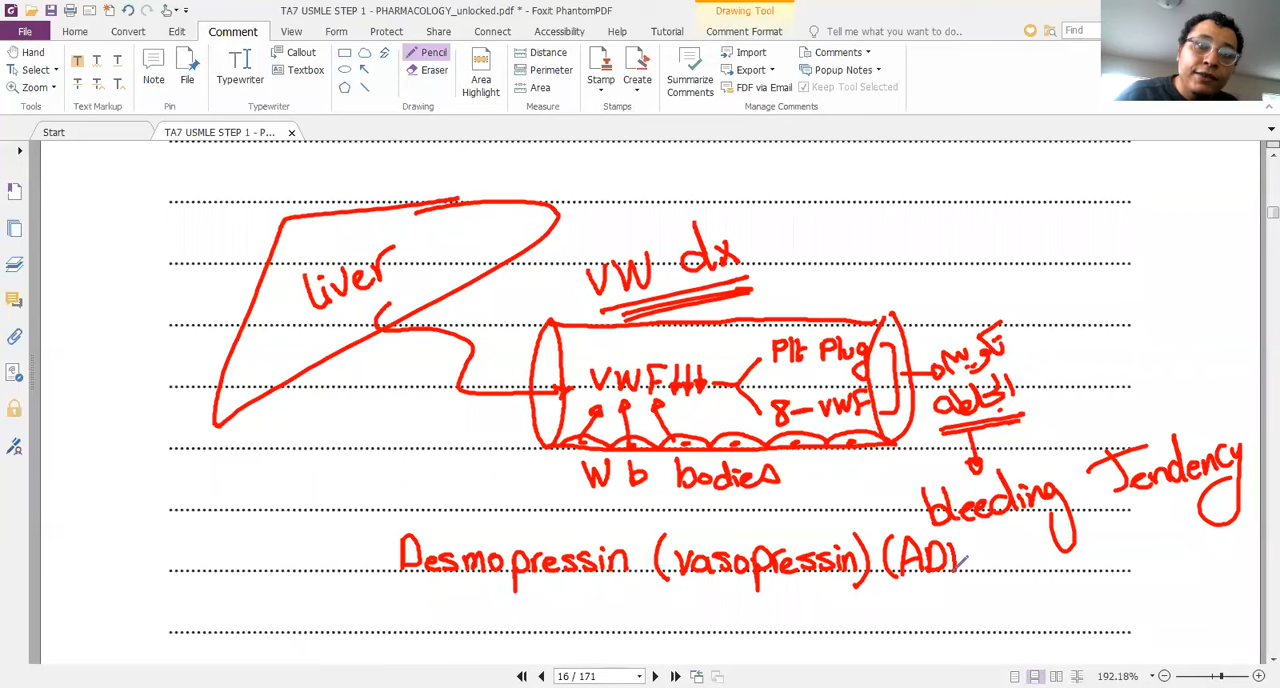 TA7 USMLE STEP 1 - PHARMACOLOGY_unlocked.pdf * - Foxit PhantomPDF
Drawing Tool
File Home Convert Edit Comment View Form Protect Share Connect Accessibility Help Tutorial Comment Format Tell me what you want to do.. Find
Hand Select Zoom
Tools
T T T
T T T
Text Markup
Note File
Pin
Typewriter Callout Textbox
Typewriter
Pencil Eraser
Drawing
Area Highlight Distance Perimeter Area
Measure
Stamp Create
Stamps
Summarize Comments Import Export FDF via Email Comments Popup Notes Keep Tool Selected
Manage Comments
Start TA7 USMLE STEP 1 - P...
liver
VW dx
VWF
Plt Plug
8-VWF
تكوين
الجلطة
W b bodies
bleeding Tendency
Desmopressin (vasopressin) (AD
16 / 171
192.18%